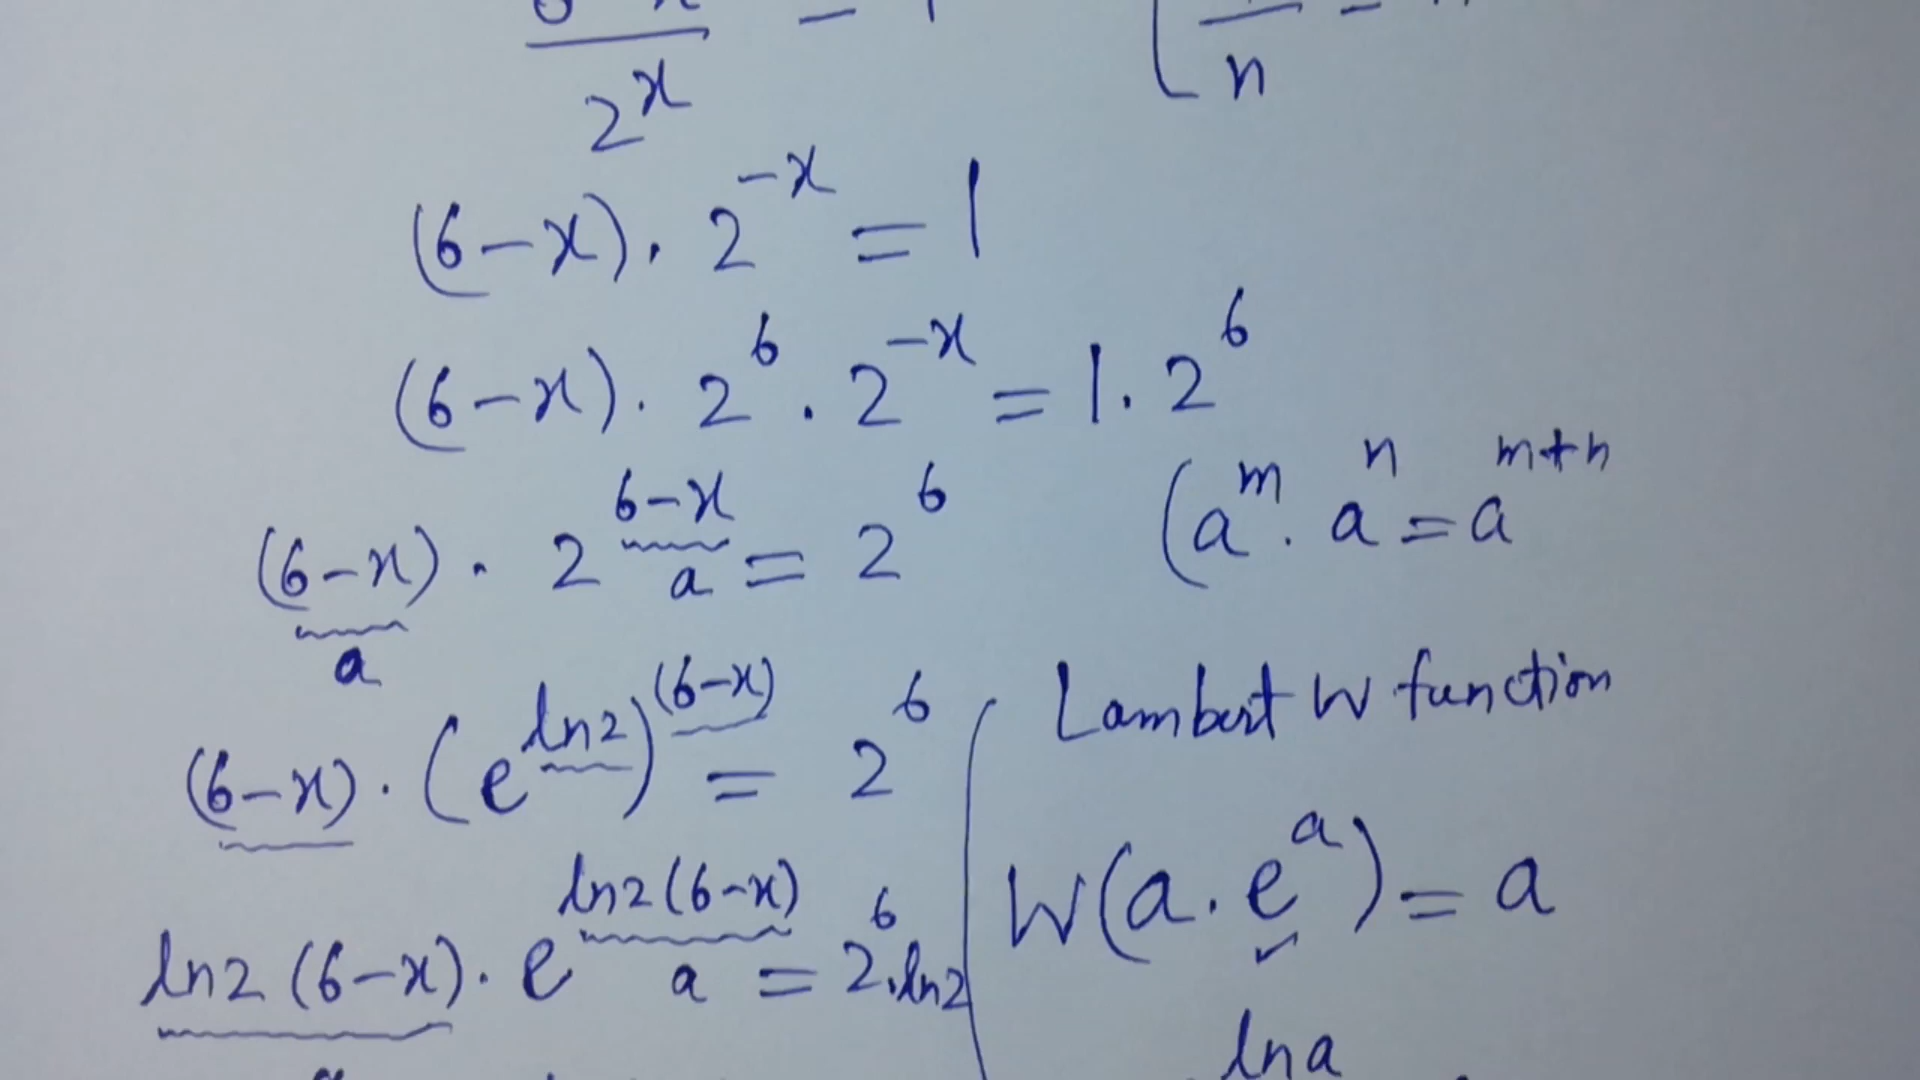 2^x
n
(6-x). 2^-x = 1
(6-x). 2^6 . 2^-x = 1. 2^6
(6-x) . 2^6-x = 2^6
(a^m . a^n = a^m+n
a
a
(6-x). (e^ln2)^(6-x) = 2^6
Lambert W function
ln2 (6-x). e^ln2(6-x) = 2^6.ln2
a
W(a. e^a) = a
ln a